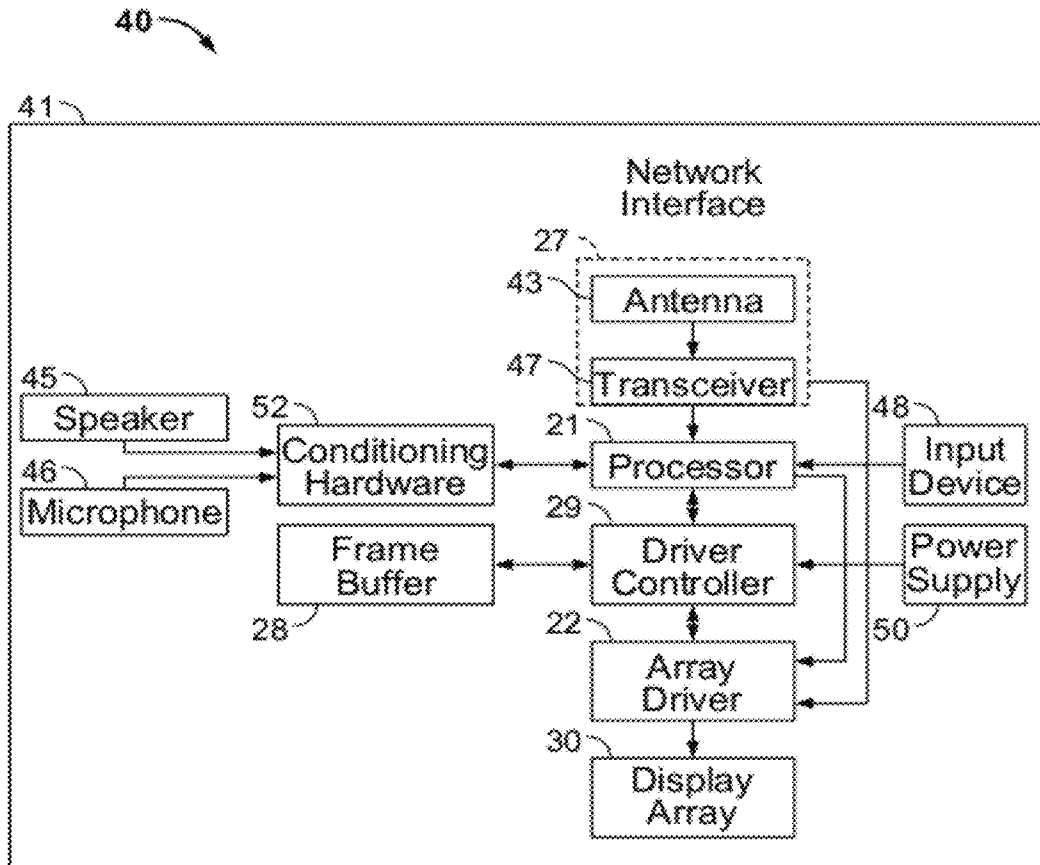 40
41
Network
Interface
27
43
Antenna
47
Transceiver
45
Speaker
52
Conditioning
Hardware
21
Processor
48
Input
Device
46
Microphone
29
Frame
Buffer
Driver
Controller
Power
Supply
28
22
50
Array
Driver
30
Display
Array